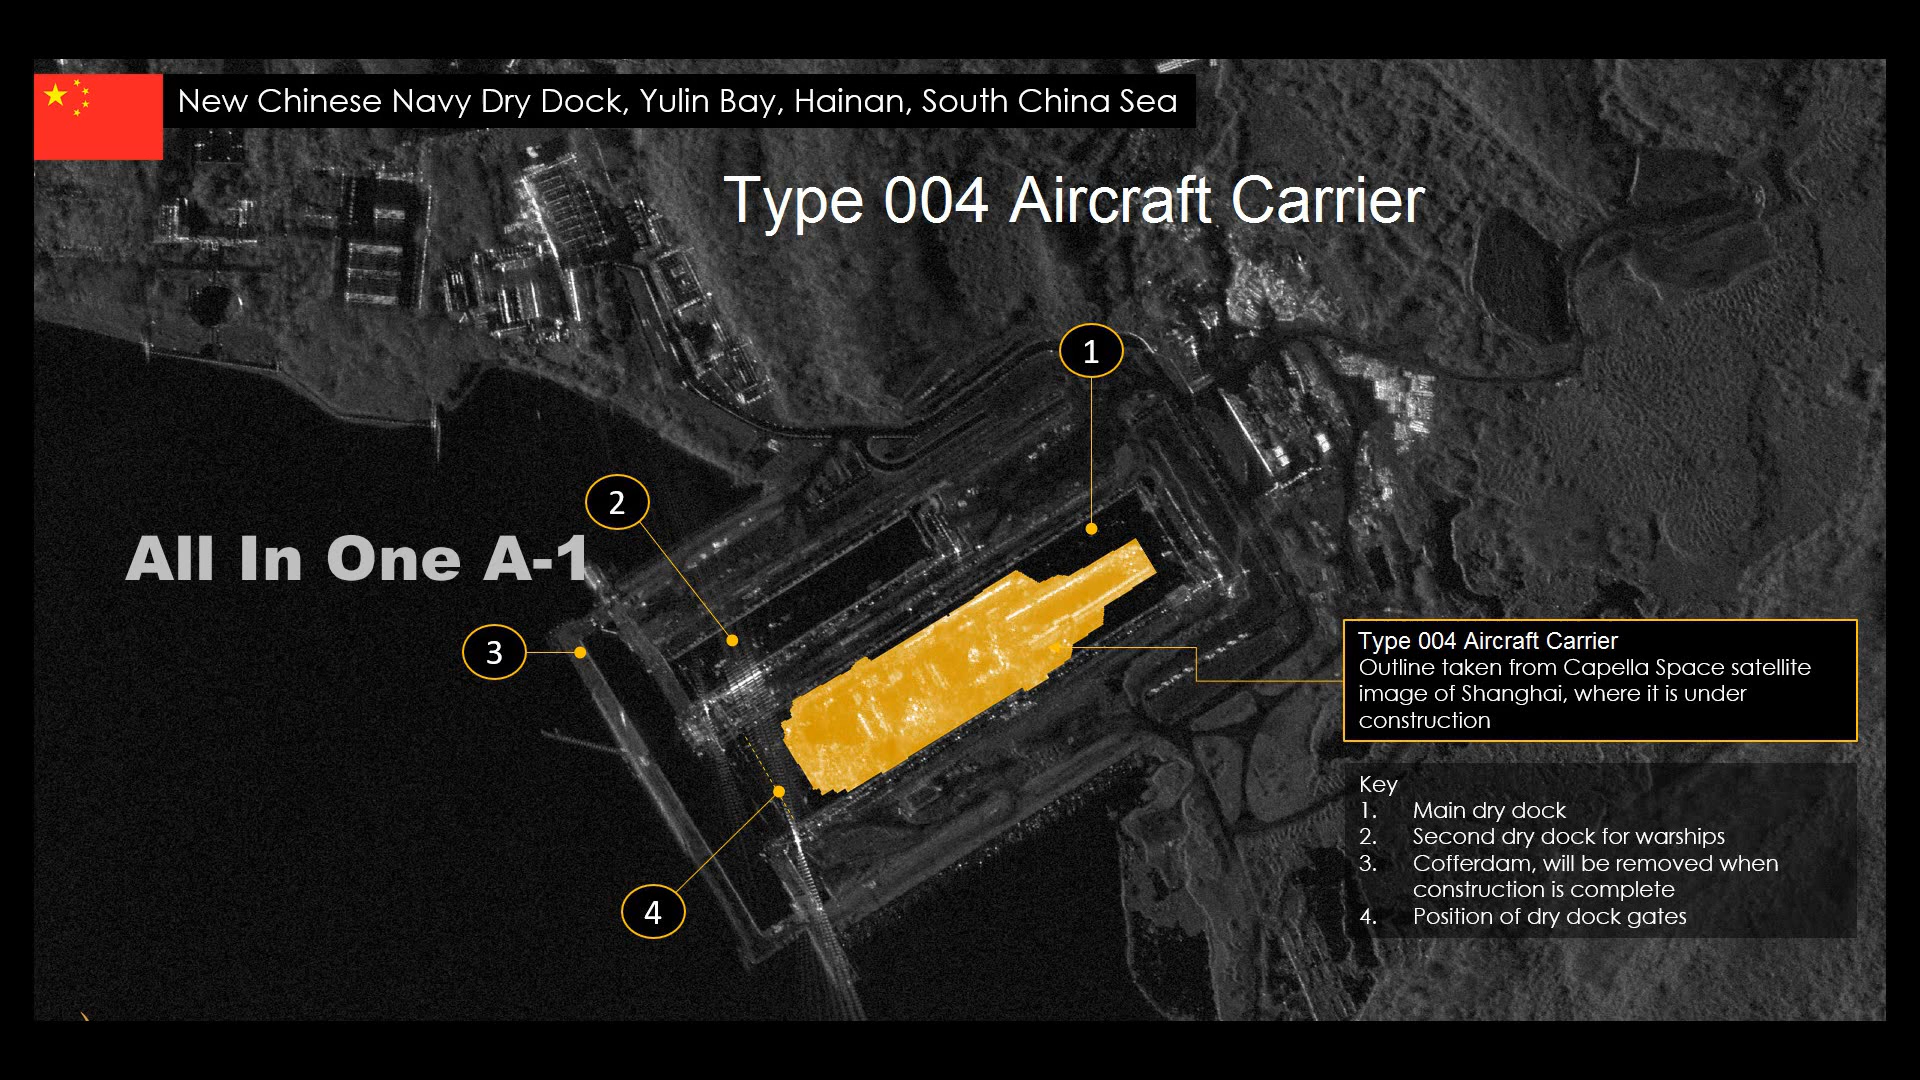 New Chinese Navy Dry Dock, Yulin Bay, Hainan, South China Sea
Type 004 Aircraft Carrier
1
2
All In One A-1
3
Type 004 Aircraft Carrier
Outline taken from Capella Space satellite
image of Shanghai, where it is under
construction
Key
1. Main dry dock
2. Second dry dock for warships
3. Cofferdam, will be removed when
construction is complete
4. Position of dry dock gates
4